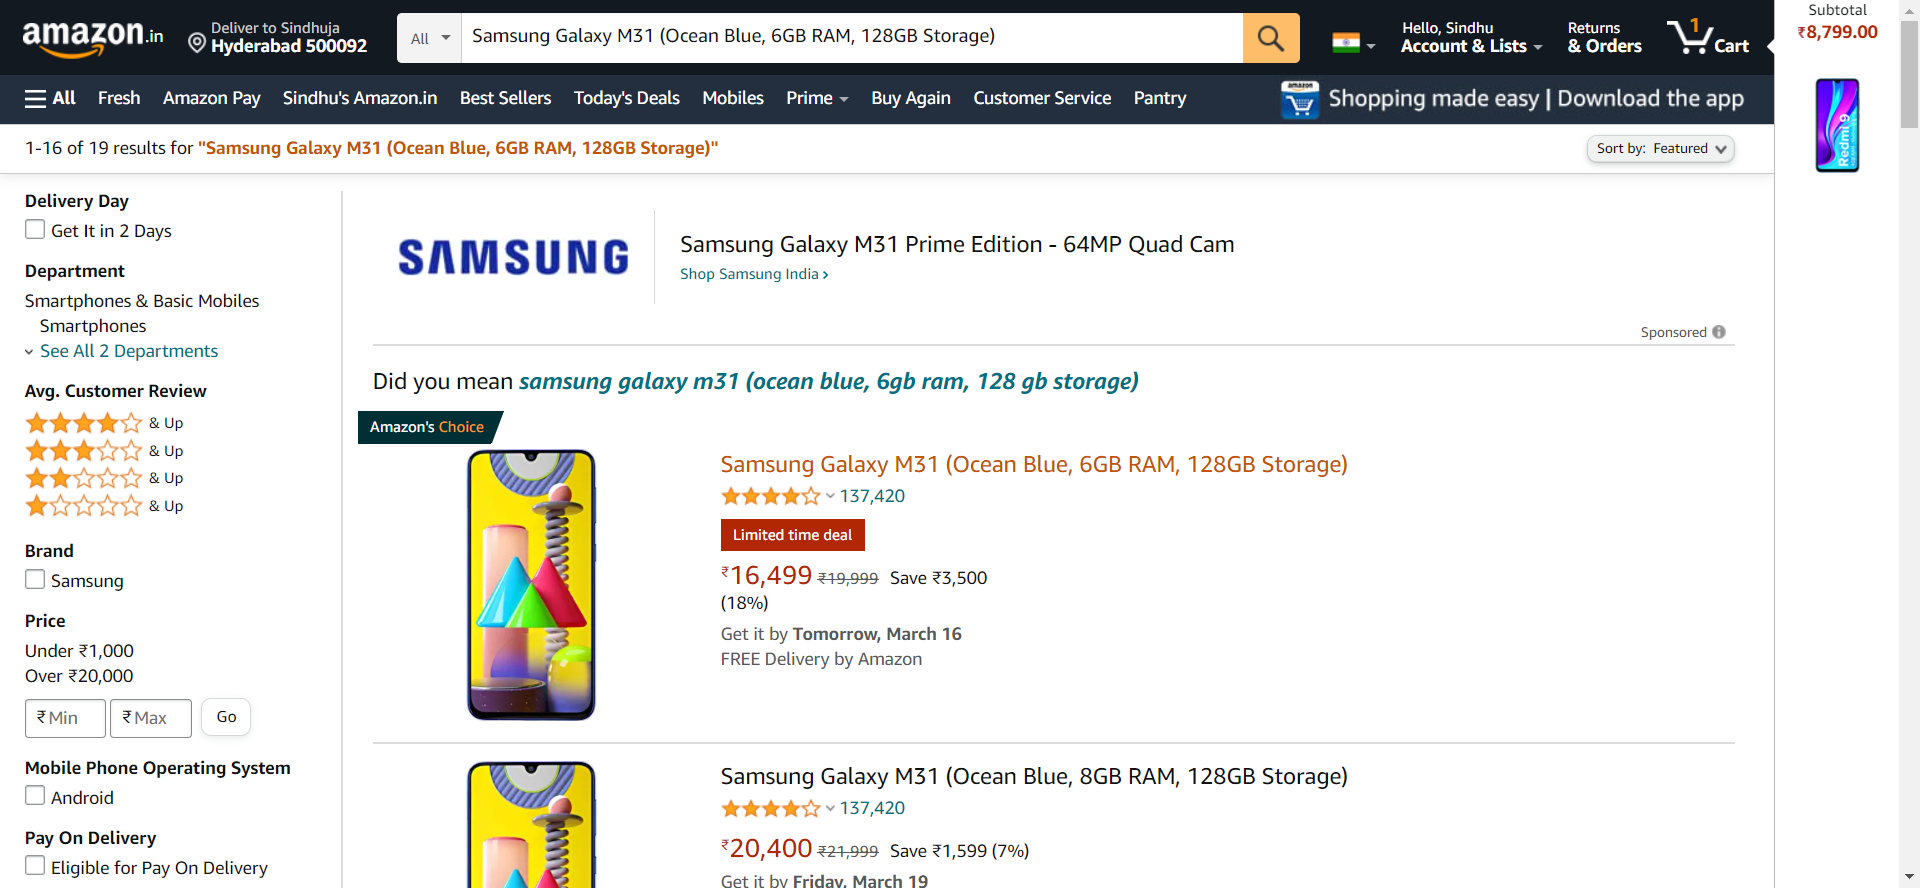 amazon.in
Deliver to Sindhuja
Hyderabad 500092
All
Samsung Galaxy M31 (Ocean Blue, 6GB RAM, 128GB Storage)
Hello, Sindhu
Account & Lists
Returns
& Orders
1
Cart
Subtotal
₹8,799.00
All Fresh Amazon Pay Sindhu's Amazon.in Best Sellers Today's Deals Mobiles Prime Buy Again Customer Service Pantry
amazon
Shopping made easy | Download the app
Redmi 9
1-16 of 19 results for "Samsung Galaxy M31 (Ocean Blue, 6GB RAM, 128GB Storage)"
Sort by: Featured
Delivery Day
Get It in 2 Days
Department
Smartphones & Basic Mobiles
Smartphones
See All 2 Departments
Avg. Customer Review
& Up
& Up
& Up
& Up
Brand
Samsung
Price
Under ₹1,000
Over ₹20,000
₹ Min
₹ Max
Go
Mobile Phone Operating System
Android
Pay On Delivery
Eligible for Pay On Delivery
SAMSUNG
Samsung Galaxy M31 Prime Edition - 64MP Quad Cam
Shop Samsung India ›
Sponsored
Did you mean samsung galaxy m31 (ocean blue, 6gb ram, 128 gb storage)
Amazon's Choice
Samsung Galaxy M31 (Ocean Blue, 6GB RAM, 128GB Storage)
137,420
Limited time deal
₹16,499 ₹19,999 Save ₹3,500
(18%)
Get it by Tomorrow, March 16
FREE Delivery by Amazon
Samsung Galaxy M31 (Ocean Blue, 8GB RAM, 128GB Storage)
137,420
₹20,400 ₹21,999 Save ₹1,599 (7%)
Get it by Friday, March 19